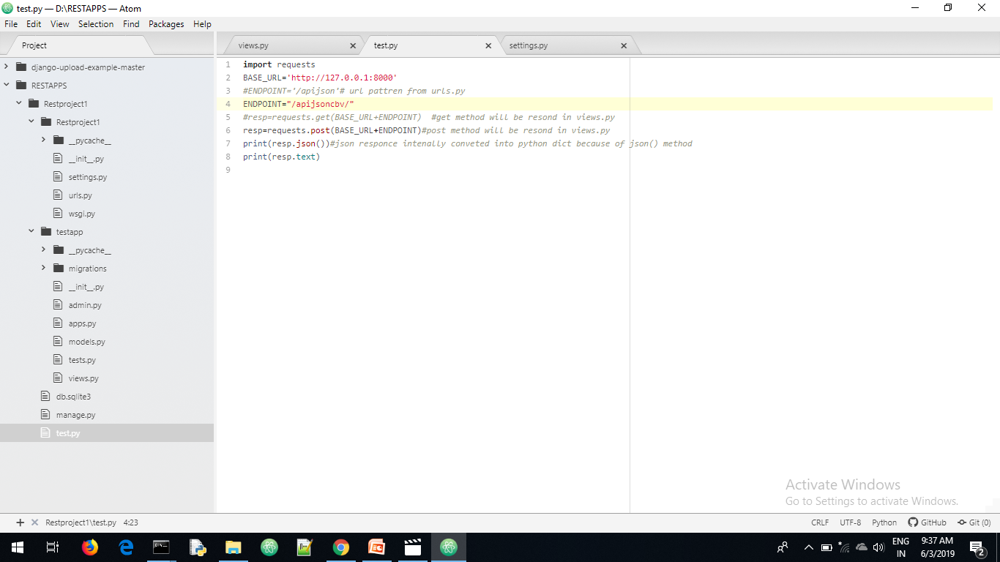 test.py — D:\RESTAPPS — Atom
File Edit View Selection Find Packages Help
Project
views.py
test.py
settings.py
django-upload-example-master
RESTAPPS
Restproject1
Restproject1
__pycache__
__init__.py
settings.py
urls.py
wsgi.py
testapp
__pycache__
migrations
__init__.py
admin.py
apps.py
models.py
tests.py
views.py
db.sqlite3
manage.py
test.py
1 import requests
2 BASE_URL='http://127.0.0.1:8000'
3 #ENDPOINT='/apijson'# url pattren from urls.py
4 ENDPOINT="/apijsoncbv/"
5 #resp=requests.get(BASE_URL+ENDPOINT)  #get method will be resond in views.py
6 resp=requests.post(BASE_URL+ENDPOINT)#post method will be resond in views.py
7 print(resp.json())#json responce intenally conveted into python dict because of json() method
8 print(resp.text)
9
Activate Windows
Go to Settings to activate Windows.
Restproject1\test.py 4:23
CRLF UTF-8 Python GitHub Git (0)
ENG
IN
9:37 AM
6/3/2019
2